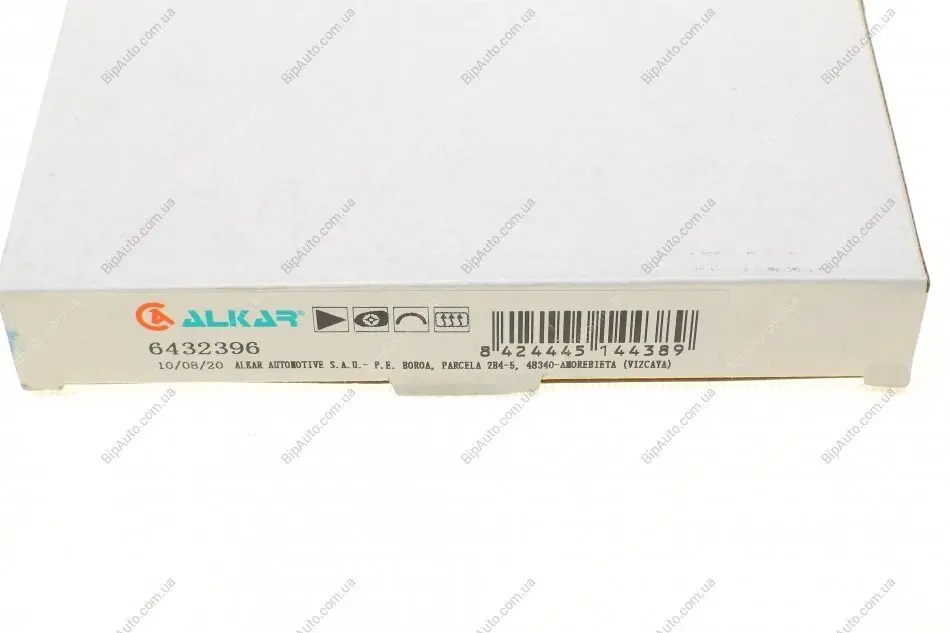 ALKAR®
6432396
8 424445 144389
10/08/20 ALKAR AUTOMOTIVE S.A.U.- P.E. BOROA, PARCELA 2B4-5, 48340-AMOREBIETA (VIZCAYA)
BipAuto.com.ua